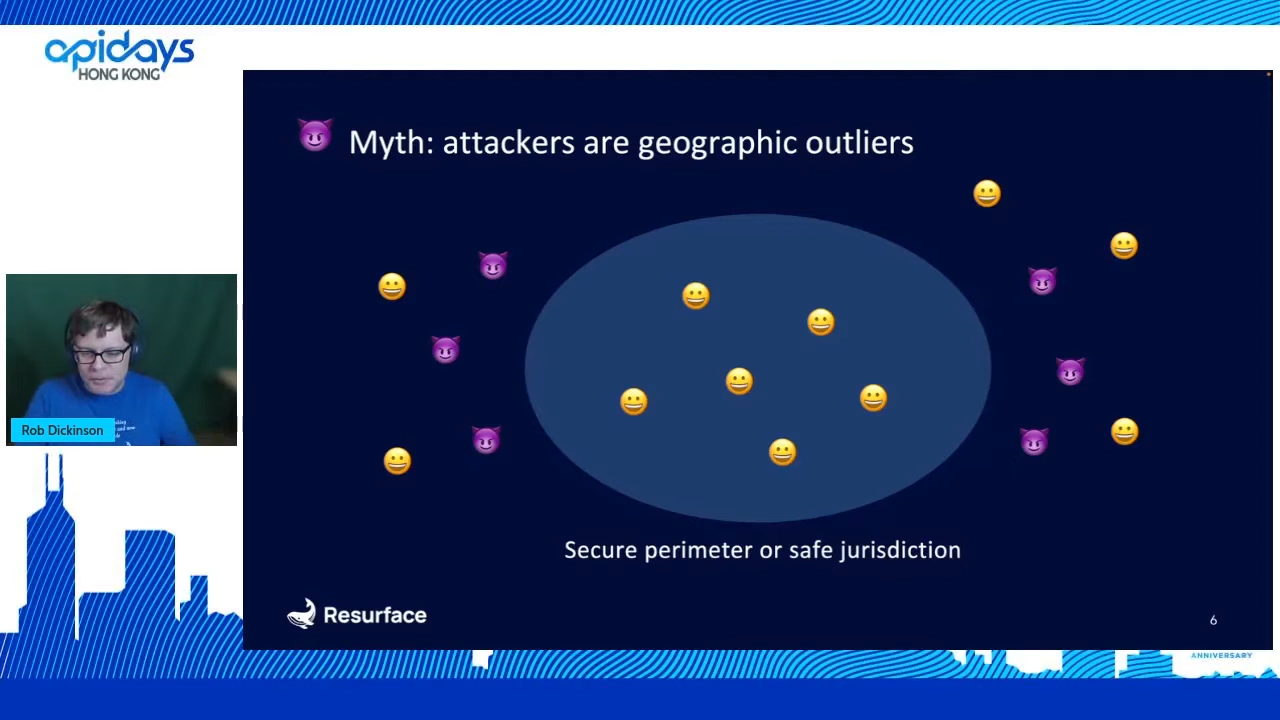 apidays
HONG KONG
Myth: attackers are geographic outliers
Rob Dickinson
Secure perimeter or safe jurisdiction
Resurface
6
ANNIVERSARY